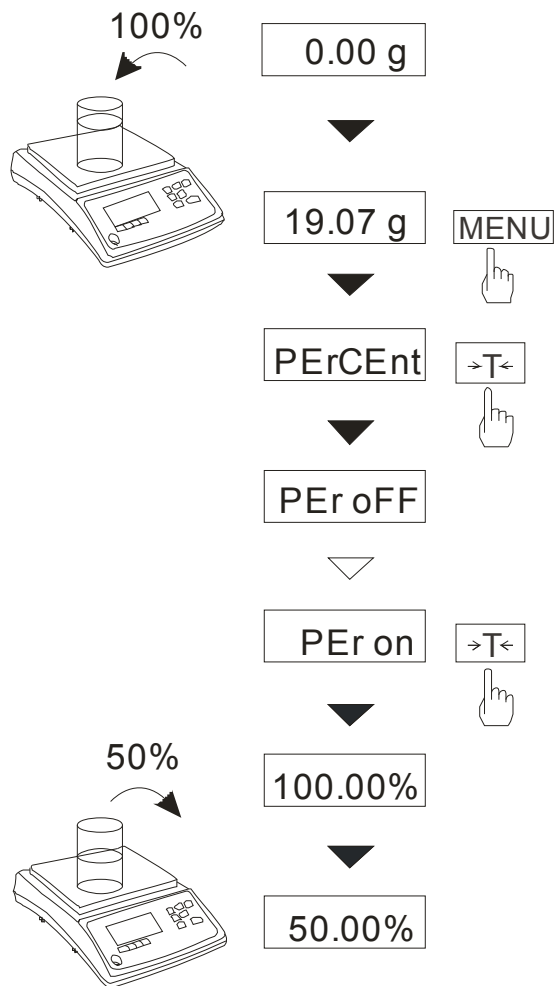 100%
0.00 g
19.07 g
MENU
PErCEnt
→T←
PEr oFF
PEr on
→T←
50%
100.00%
50.00%